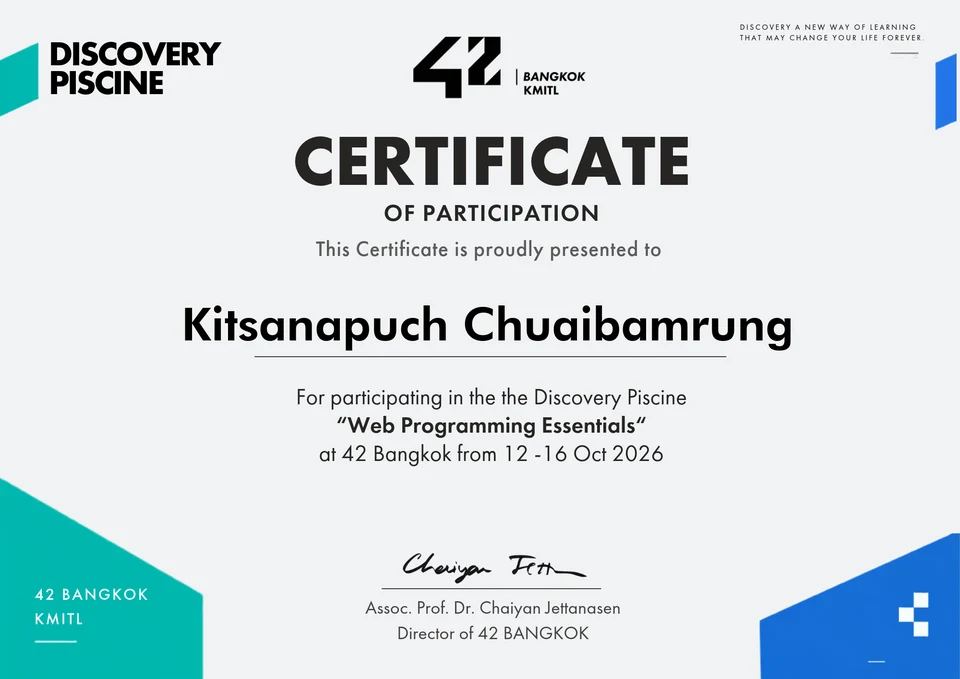 DISCOVERY
PISCINE
42
BANGKOK
KMITL
DISCOVERY A NEW WAY OF LEARNING
THAT MAY CHANGE YOUR LIFE FOREVER.
CERTIFICATE
OF PARTICIPATION
This Certificate is proudly presented to
Kitsanapuch Chuaibamrung
For participating in the the Discovery Piscine
“Web Programming Essentials“
at 42 Bangkok from 12 -16 Oct 2026
Chaiyan Jett
Assoc. Prof. Dr. Chaiyan Jettanasen
Director of 42 BANGKOK
42 BANGKOK
KMITL